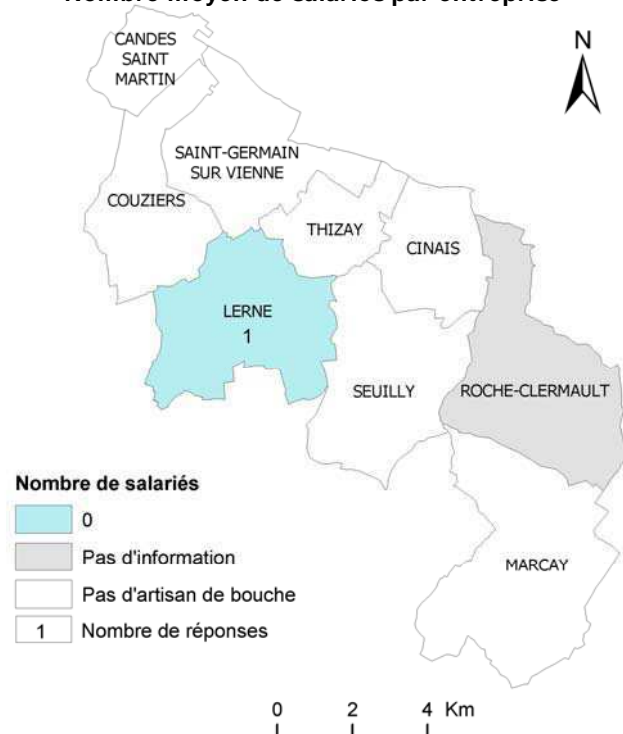 Nombre moyen de salariés par entreprise
CANDES
SAINT
MARTIN
N
SAINT-GERMAIN
SUR VIENNE
COUZIERS
THIZAY
CINAIS
LERNE
1
SEUILLY
ROCHE-CLERMAULT
MARCAY
Nombre de salariés
0
Pas d'information
Pas d'artisan de bouche
1 Nombre de réponses
0 2 4 Km